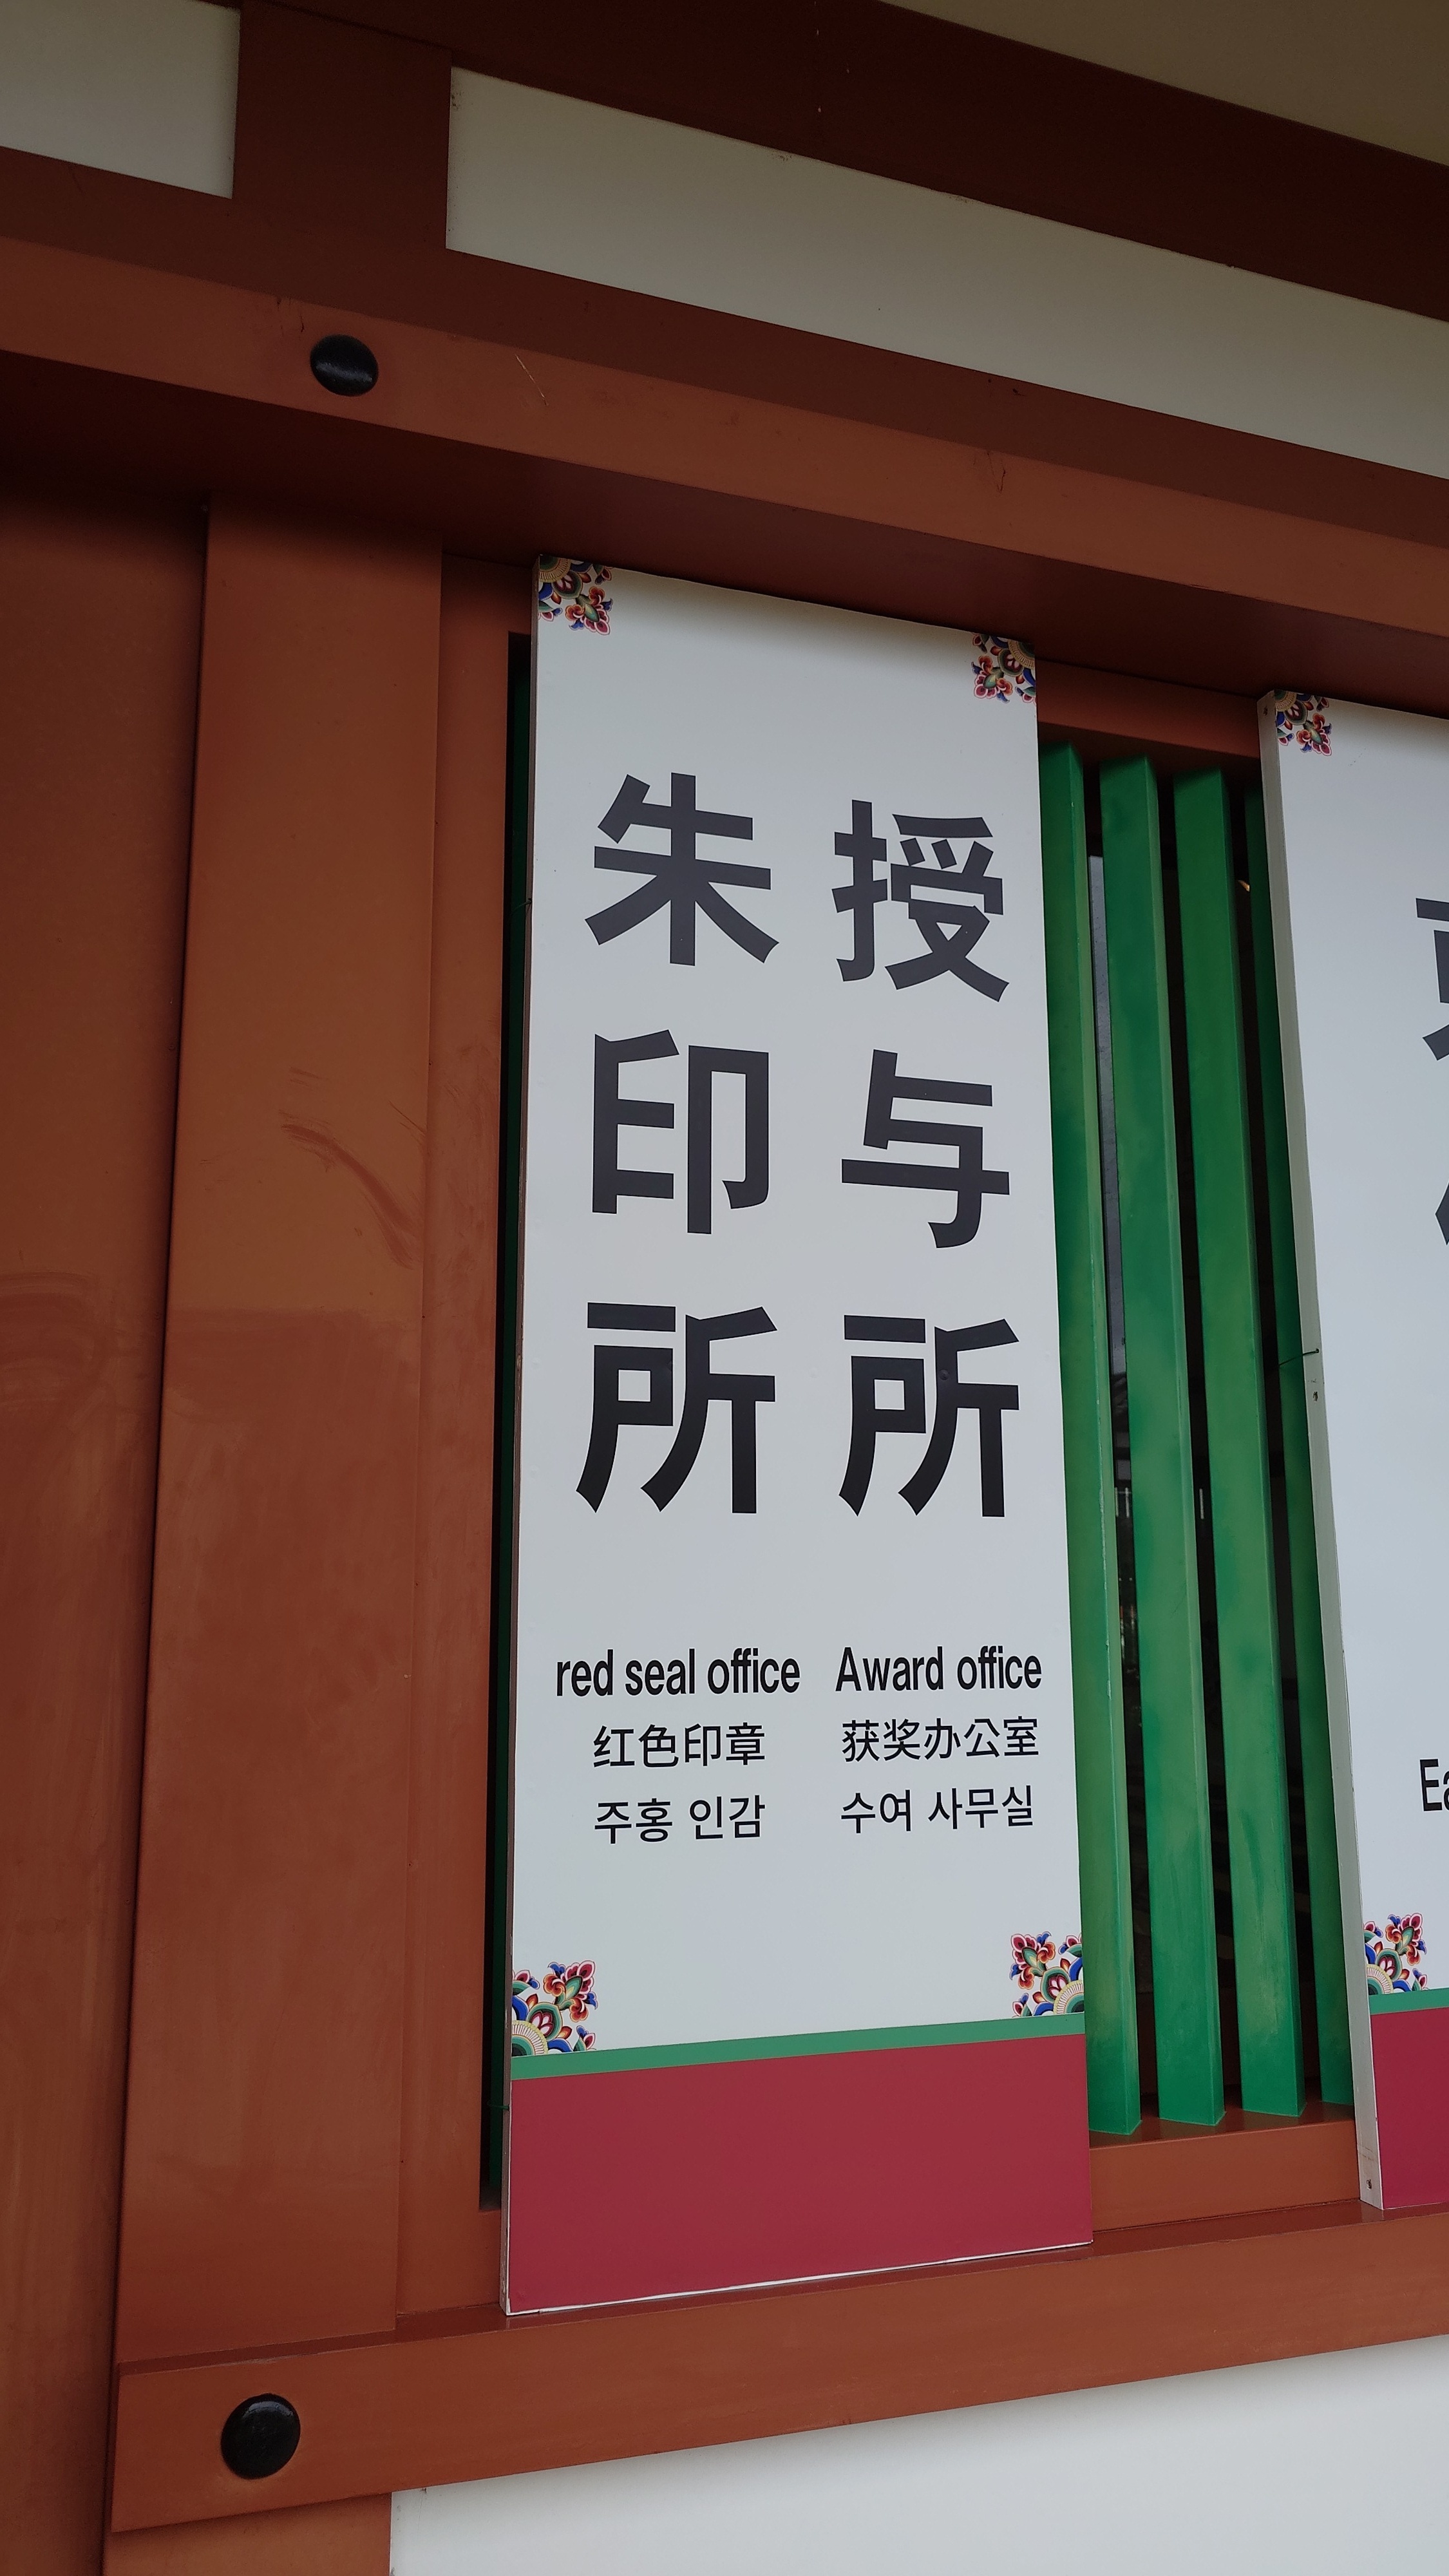 授与所
朱印所
red seal office
红色印章
주홍 인감
Award office
获奖办公室
수여 사무실
Ea